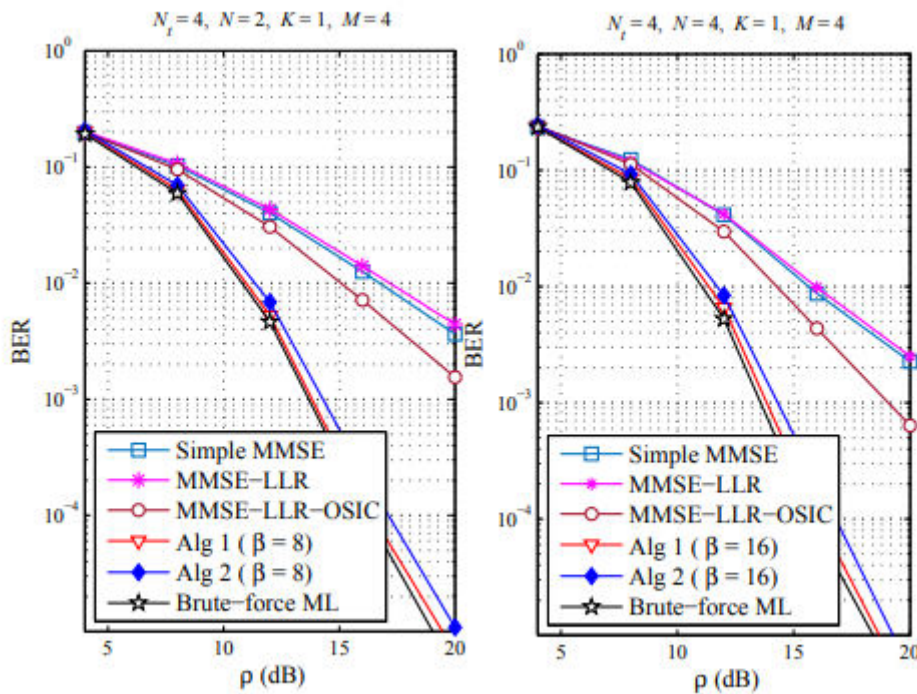 N_t = 4, N = 2, K = 1, M = 4
10^0
10^-1
10^-2
10^-3
10^-4
BER
Simple MMSE
MMSE−LLR
MMSE−LLR−OSIC
Alg 1 ( β = 8)
Alg 2 ( β = 8)
Brute−force ML
5 10 15 20
ρ (dB)
N_t = 4, N = 4, K = 1, M = 4
10^0
10^-1
10^-2
10^-3
10^-4
BER
Simple MMSE
MMSE−LLR
MMSE−LLR−OSIC
Alg 1 ( β = 16)
Alg 2 ( β = 16)
Brute−force ML
5 10 15 20
ρ (dB)